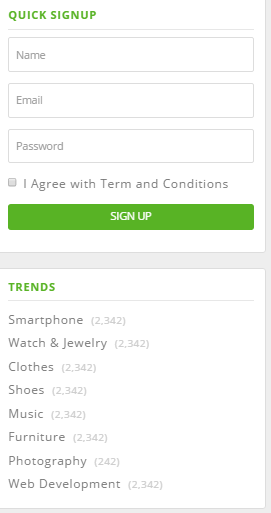 QUICK SIGNUP
Name
Email
Password
I Agree with Term and Conditions
SIGN UP
TRENDS
Smartphone (2,342)
Watch & Jewelry (2,342)
Clothes (2,342)
Shoes (2,342)
Music (2,342)
Furniture (2,342)
Photography (242)
Web Development (2,342)